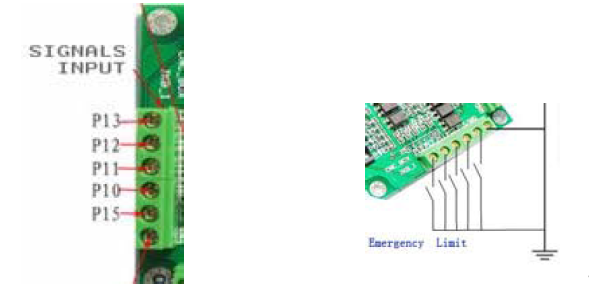 SIGNALS
INPUT
P13
P12
P11
P10
P15
Emergency Limit